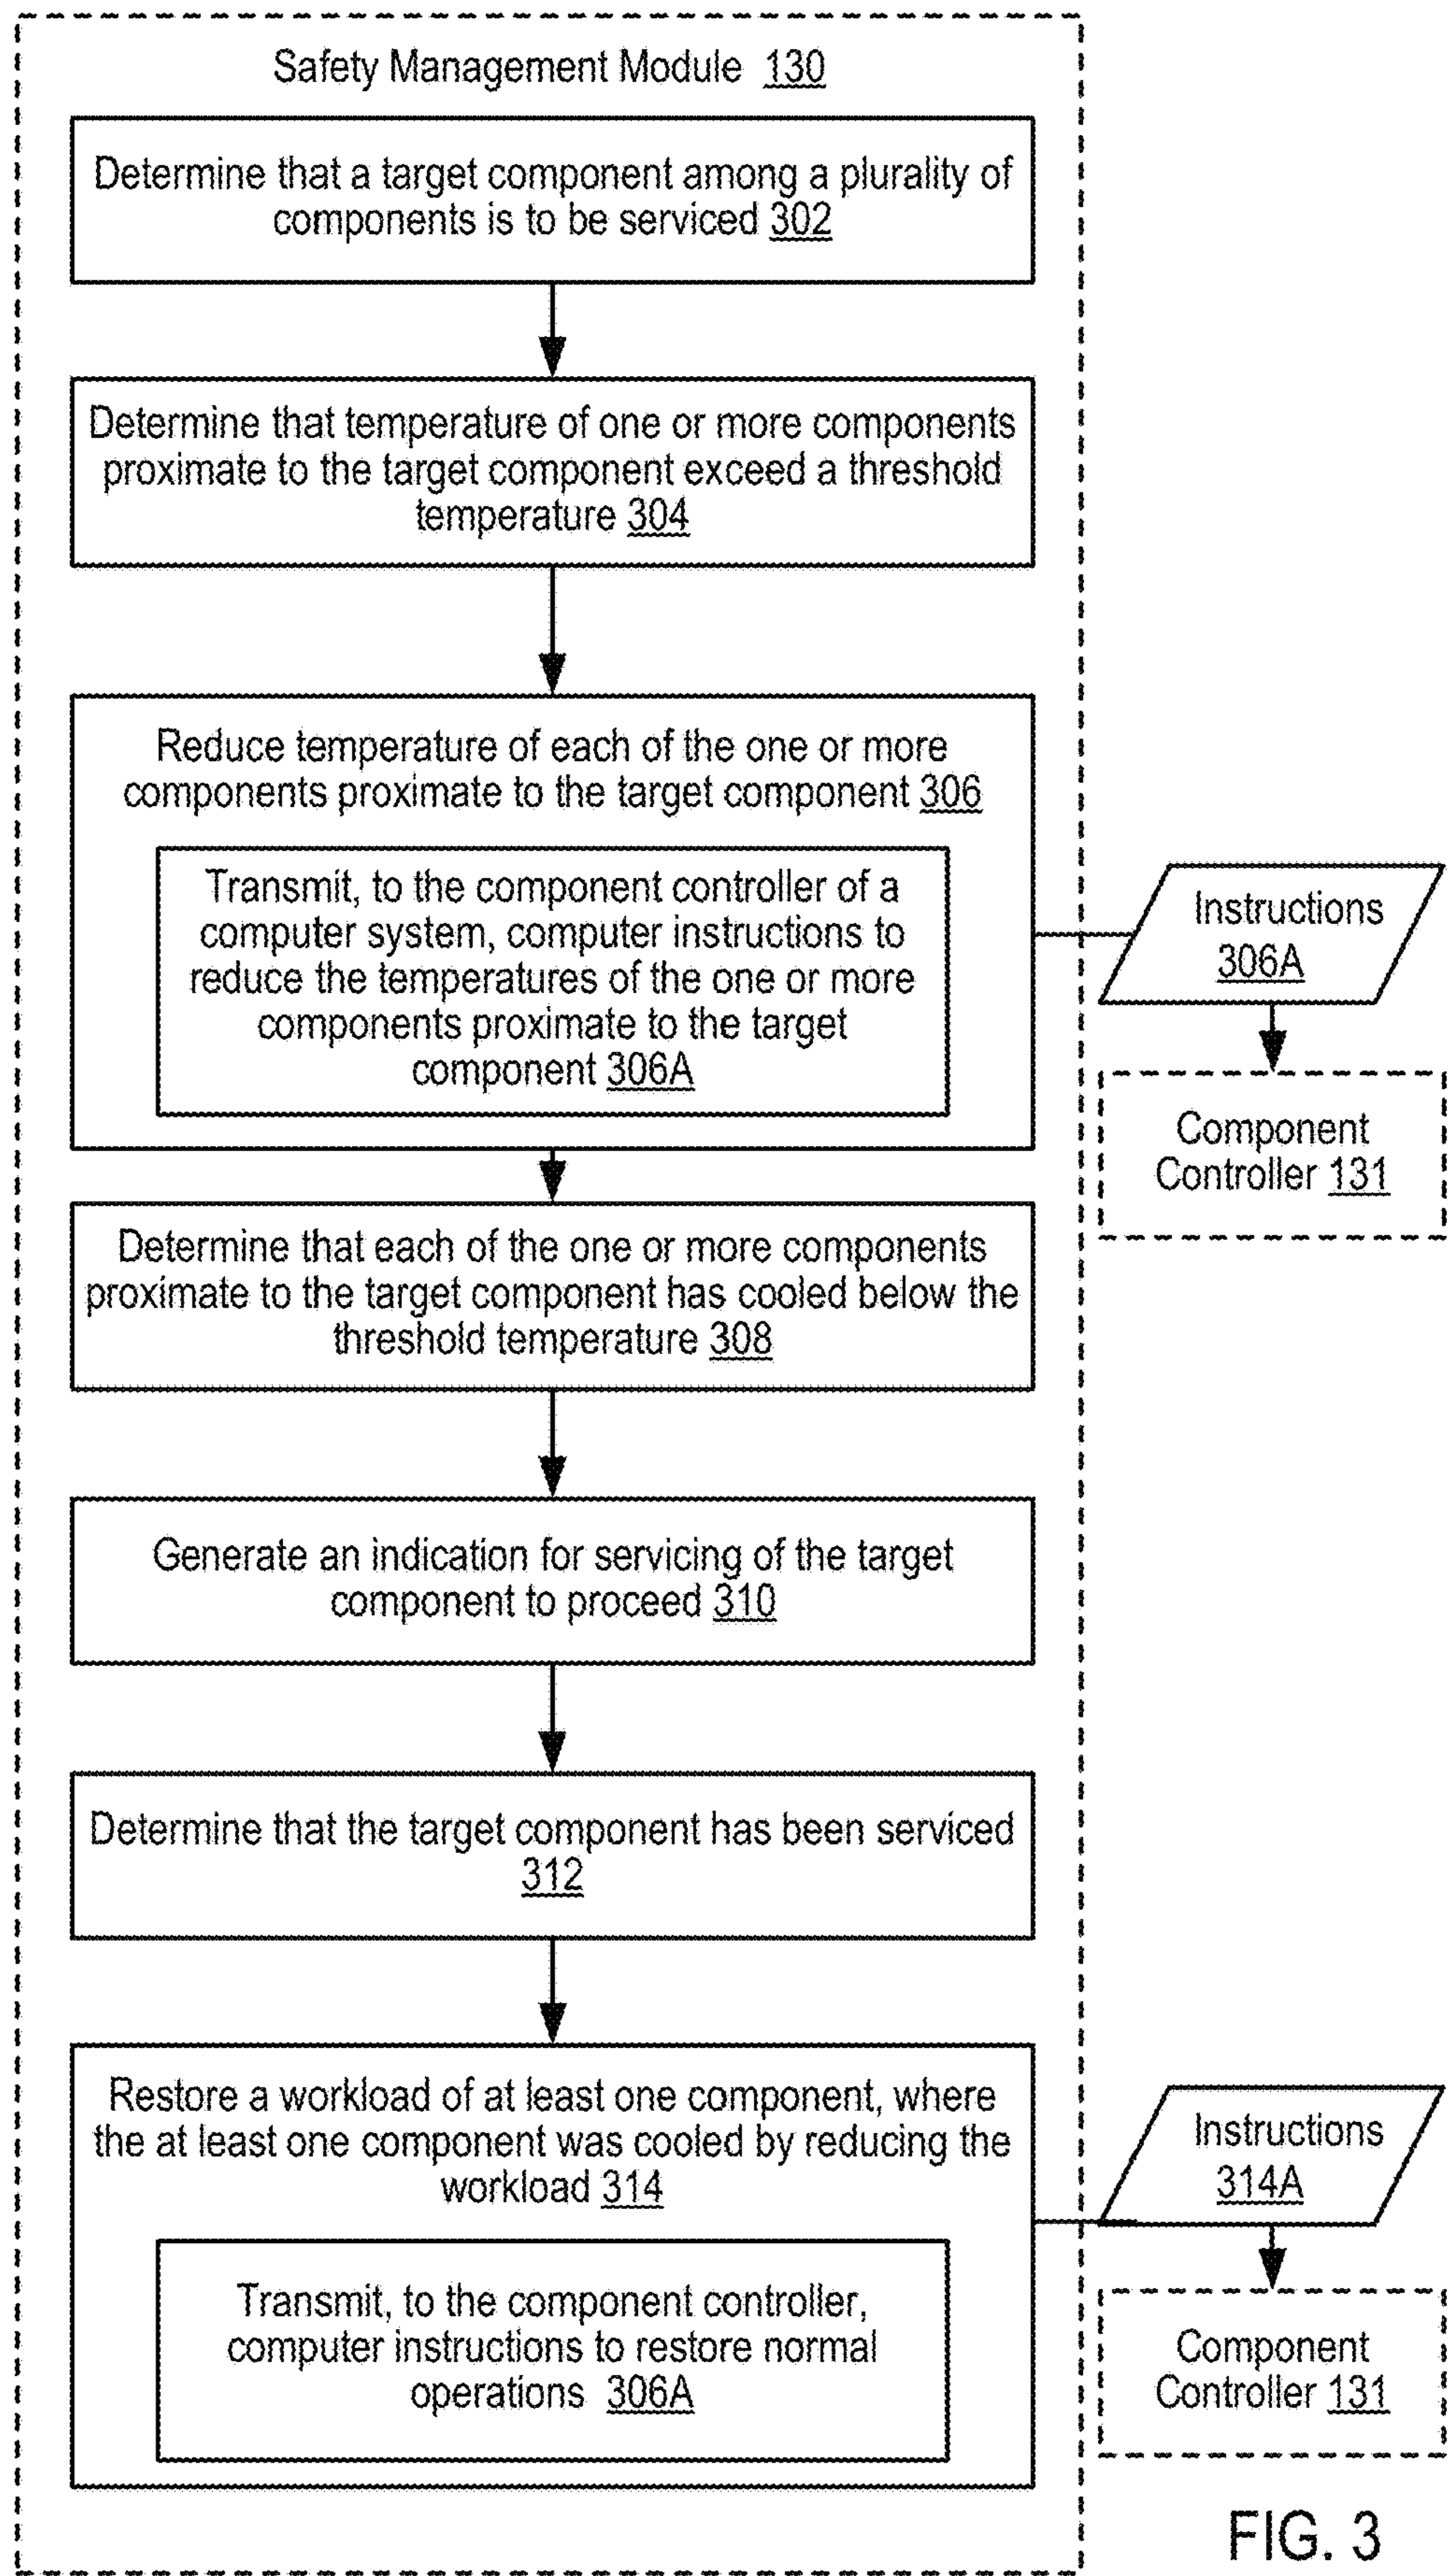 Safety Management Module 130
Determine that a target component among a plurality of
components is to be serviced 302
Determine that temperature of one or more components
proximate to the target component exceed a threshold
temperature 304
Reduce temperature of each of the one or more
components proximate to the target component 306
Transmit, to the component controller of a
computer system, computer instructions to
reduce the temperatures of the one or more
components proximate to the target
component 306A
Instructions
306A
Component
Controller 131
Determine that each of the one or more components
proximate to the target component has cooled below the
threshold temperature 308
Generate an indication for servicing of the target
component to proceed 310
Determine that the target component has been serviced
312
Restore a workload of at least one component, where
the at least one component was cooled by reducing the
workload 314
Transmit, to the component controller,
computer instructions to restore normal
operations 306A
Instructions
314A
Component
Controller 131
FIG. 3